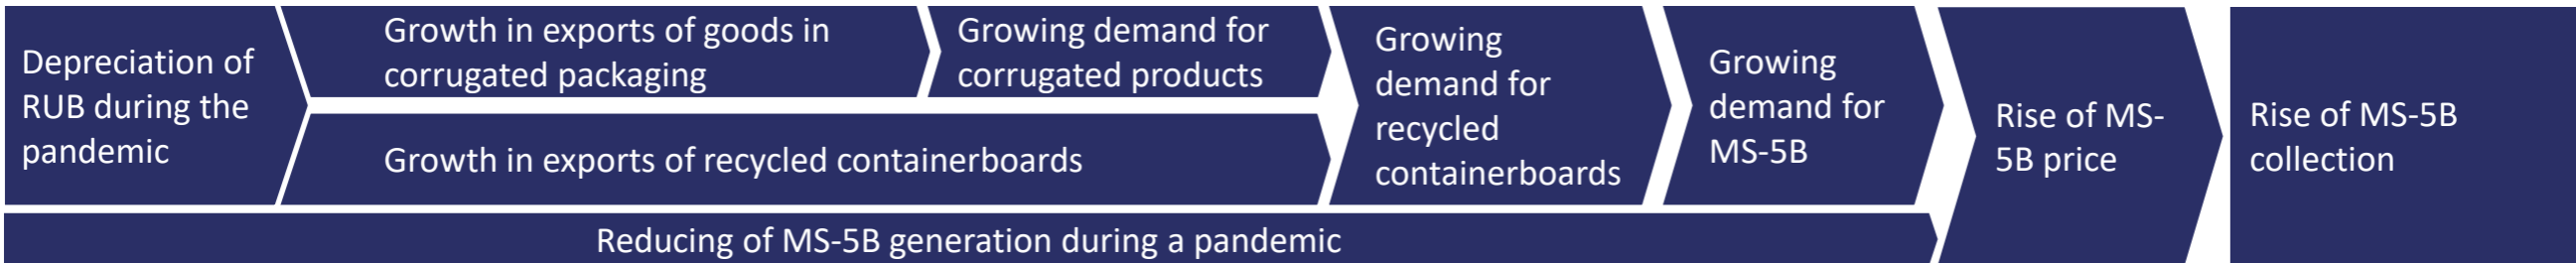 Depreciation of
RUB during the
pandemic
Growth in exports of goods in
corrugated packaging
Growing demand for
corrugated products
Growth in exports of recycled containerboards
Growing
demand for
recycled
containerboards
Growing
demand for
MS-5B
Rise of MS-
5B price
Rise of MS-5B
collection
Reducing of MS-5B generation during a pandemic